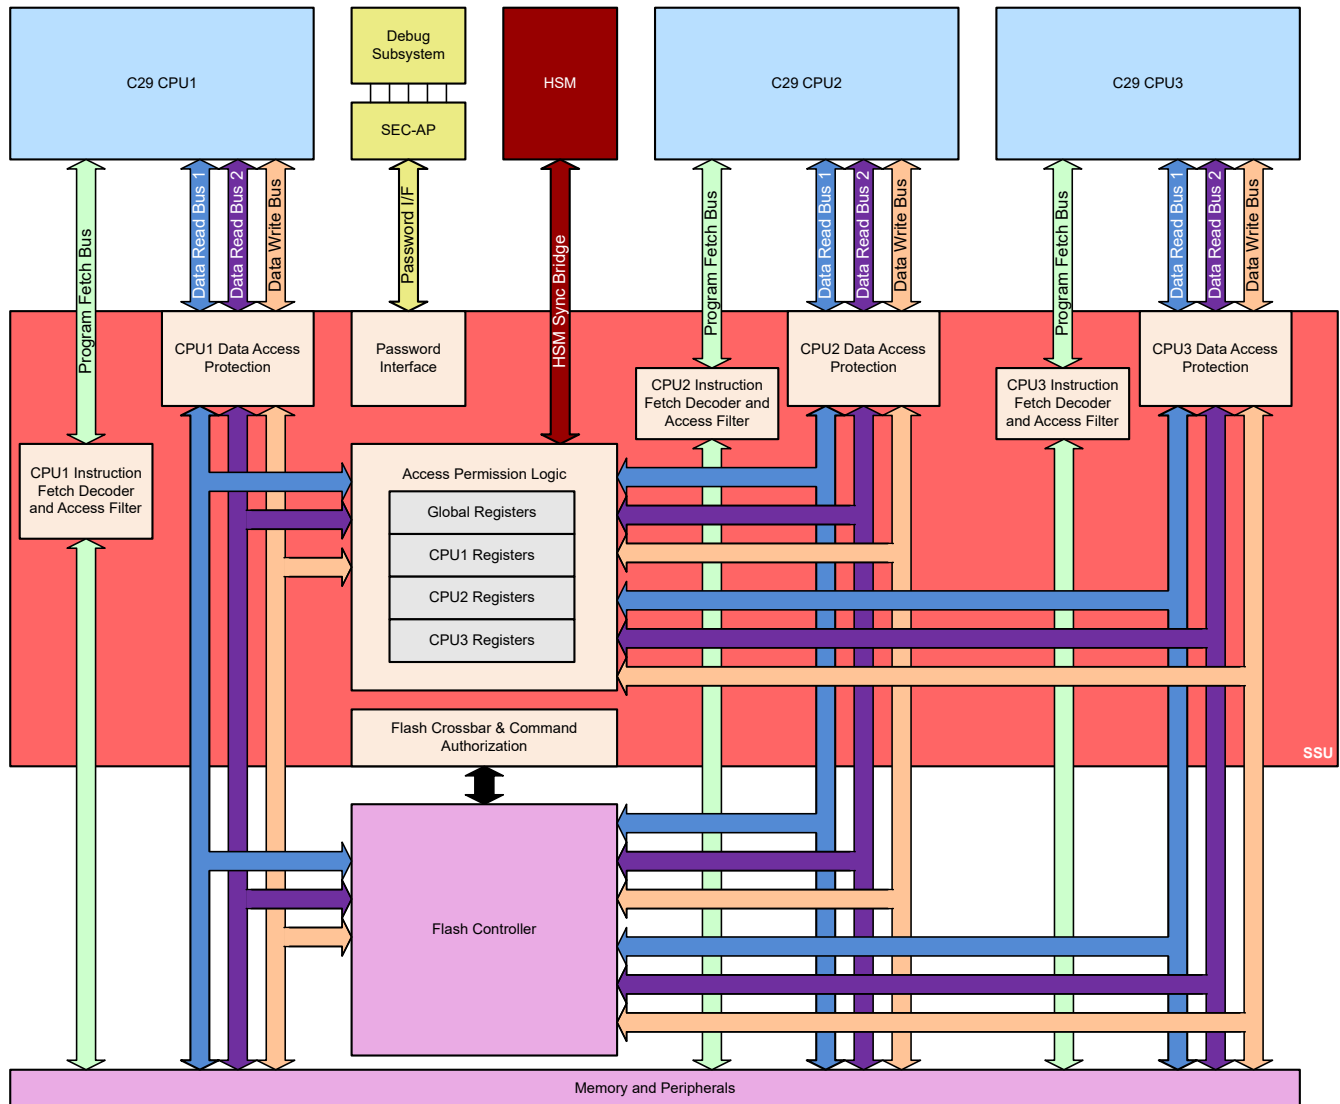 C29 CPU1
Debug
Subsystem
SEC-AP
HSM
C29 CPU2
C29 CPU3
Program Fetch Bus
Data Read Bus 1
Data Read Bus 2
Data Write Bus
Password I/F
HSM Sync Bridge
Program Fetch Bus
Data Read Bus 1
Data Read Bus 2
Data Write Bus
Program Fetch Bus
Data Read Bus 1
Data Read Bus 2
Data Write Bus
CPU1 Data Access
Protection
Password
Interface
CPU2 Instruction
Fetch Decoder and
Access Filter
CPU2 Data Access
Protection
CPU3 Instruction
Fetch Decoder
and Access Filter
CPU3 Data Access
Protection
CPU1 Instruction
Fetch Decoder
and Access Filter
Access Permission Logic
Global Registers
CPU1 Registers
CPU2 Registers
CPU3 Registers
Flash Crossbar & Command
Authorization
SSU
Flash Controller
Memory and Peripherals